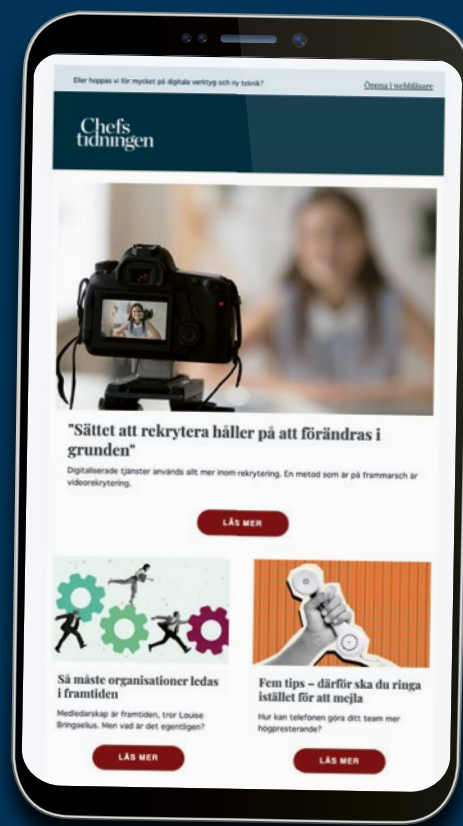 Eller hoppas vi för mycket på digitala verktyg och ny teknik?
Öppna i webbläsare
Chefs
tidningen
"Sättet att rekrytera håller på att förändras i
grunden"
Digitaliserade tjänster används allt mer inom rekrytering. En metod som är på frammarsch är
videorekrytering.
LÄS MER
Så måste organisationer ledas
i framtiden
Medledarskap är framtiden, tror Louise
Bringselius. Men vad är det egentligen?
LÄS MER
Fem tips – därför ska du ringa
istället för att mejla
Hur kan telefonen göra ditt team mer
högpresterande?
LÄS MER